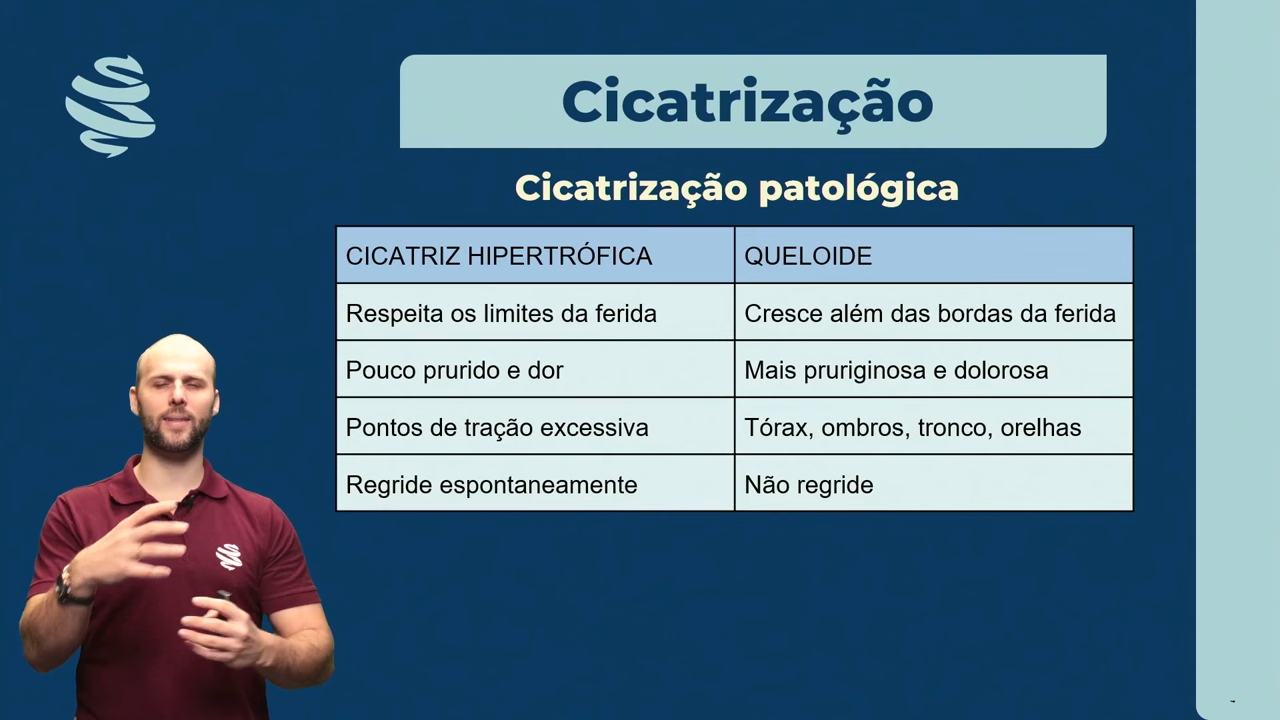 Cicatrização
Cicatrização patológica
CICATRIZ HIPERTRÓFICA QUELOIDE
Respeita os limites da ferida Cresce além das bordas da ferida
Pouco prurido e dor Mais pruriginosa e dolorosa
Pontos de tração excessiva Tórax, ombros, tronco, orelhas
Regride espontaneamente Não regride